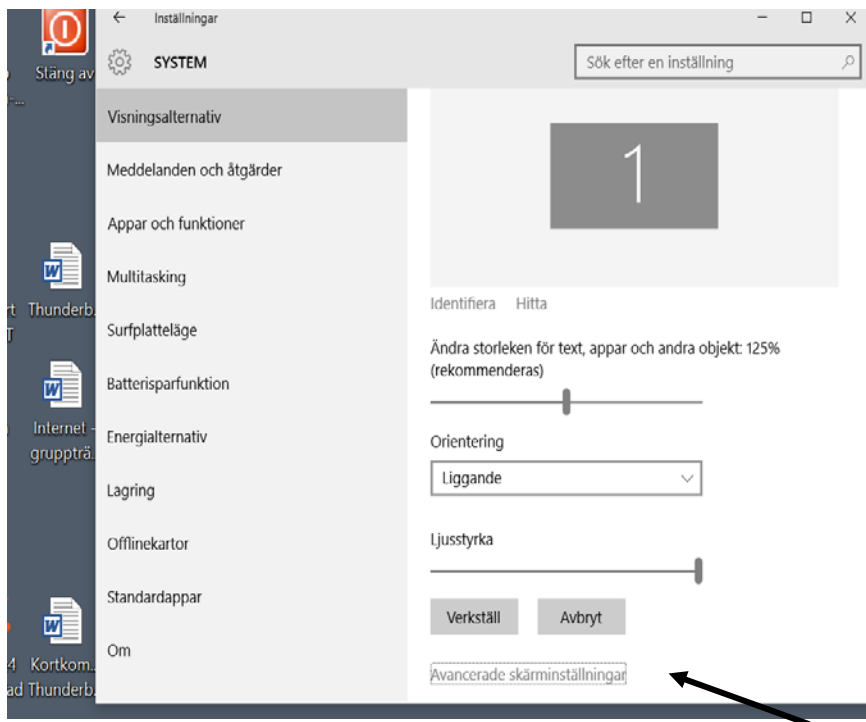 Inställningar
SYSTEM
Sök efter en inställning
Visningsalternativ
Meddelanden och åtgärder
Appar och funktioner
Multitasking
Surfplatteläge
Batterisparfunktion
Energialternativ
Lagring
Offlinekartor
Standardappar
Om
1
Identifiera Hitta
Ändra storleken för text, appar och andra objekt: 125%
(rekommenderas)
Orientering
Liggande
Ljusstyrka
Verkställ Avbryt
Avancerade skärminställningar
Stäng av
Thunderb.
Internet -
gruppträ.
Kortkom..
Thunderb.